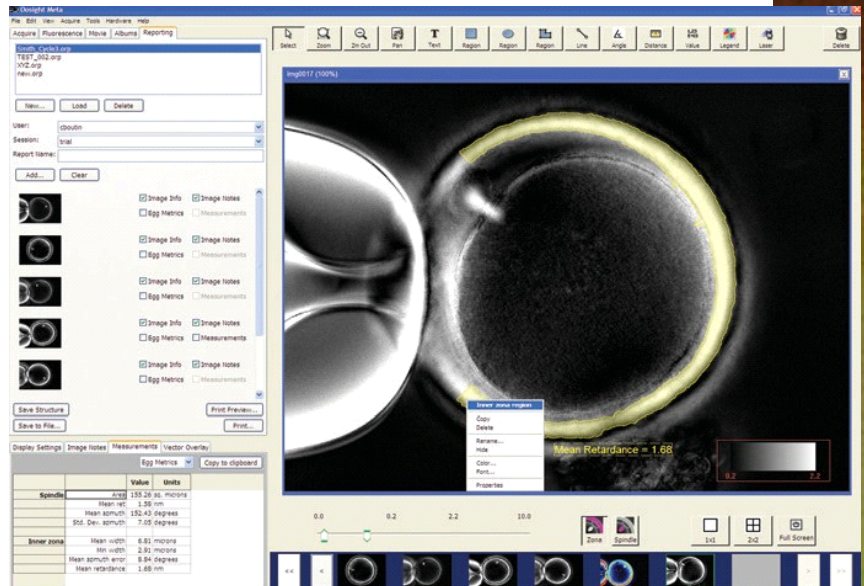 Oosight Meta
File Edit View Acquire Tools Hardware Help
Acquire Fluorescence Movie Albums Reporting
Select Zoom Zm Out Pan Text Region Region Region Line Angle Distance Value Legend Laser Delete
Smith_Cycle3.orp
TEST_002.orp
XYZ.orp
new.orp
img0017 (100%)
New... Load Delete
User: cboutin
Session: trial
Report Name:
Add... Clear
Image Info Image Notes
Egg Metrics Measurements
Image Info Image Notes
Egg Metrics Measurements
Image Info Image Notes
Egg Metrics Measurements
Image Info Image Notes
Egg Metrics Measurements
Image Info Image Notes
Egg Metrics Measurements
Save Structure Print Preview...
Save to File... Print...
Inner zona region
Copy
Delete
Rename...
Hide
Color...
Font...
Properties
Mean Retardance = 1.68
0.2 2.2
Display Settings Image Notes Measurements Vector Overlay
Egg Metrics Copy to clipboard
Value Units
Spindle Area 155.26 sq. microns
Mean ret 1.38 nm
Mean azimuth 152.43 degrees
Std. Dev. azimuth 7.05 degrees
Inner zona Mean width 6.81 microns
Min width 2.91 microns
Mean azimuth error 8.84 degrees
Mean retardance 1.68 nm
0.0 0.2 2.2 10.0
Zona Spindle 1x1 2x2 Full Screen
<< < > >>